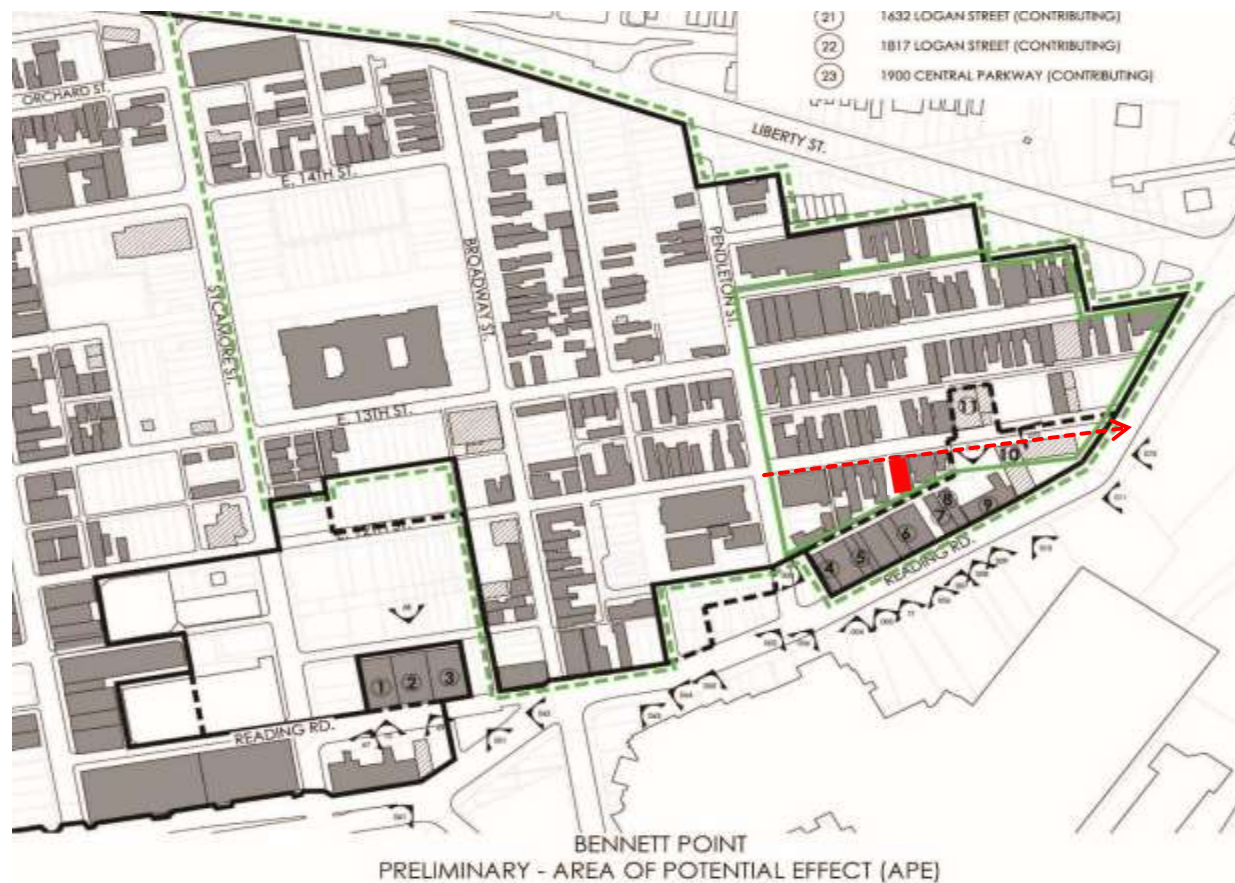 21 1632 LOGAN STREET (CONTRIBUTING)
22 1817 LOGAN STREET (CONTRIBUTING)
23 1900 CENTRAL PARKWAY (CONTRIBUTING)
ORCHARD ST.
LIBERTY ST.
E. 14TH ST.
BROADWAY ST.
PENDLETON ST.
SYCAMORE ST.
E. 13TH ST.
11
10
E. 12TH ST.
8
7
9
6
5
4
READING RD.
1
2
3
READING RD.
BENNETT POINT
PRELIMINARY - AREA OF POTENTIAL EFFECT (APE)